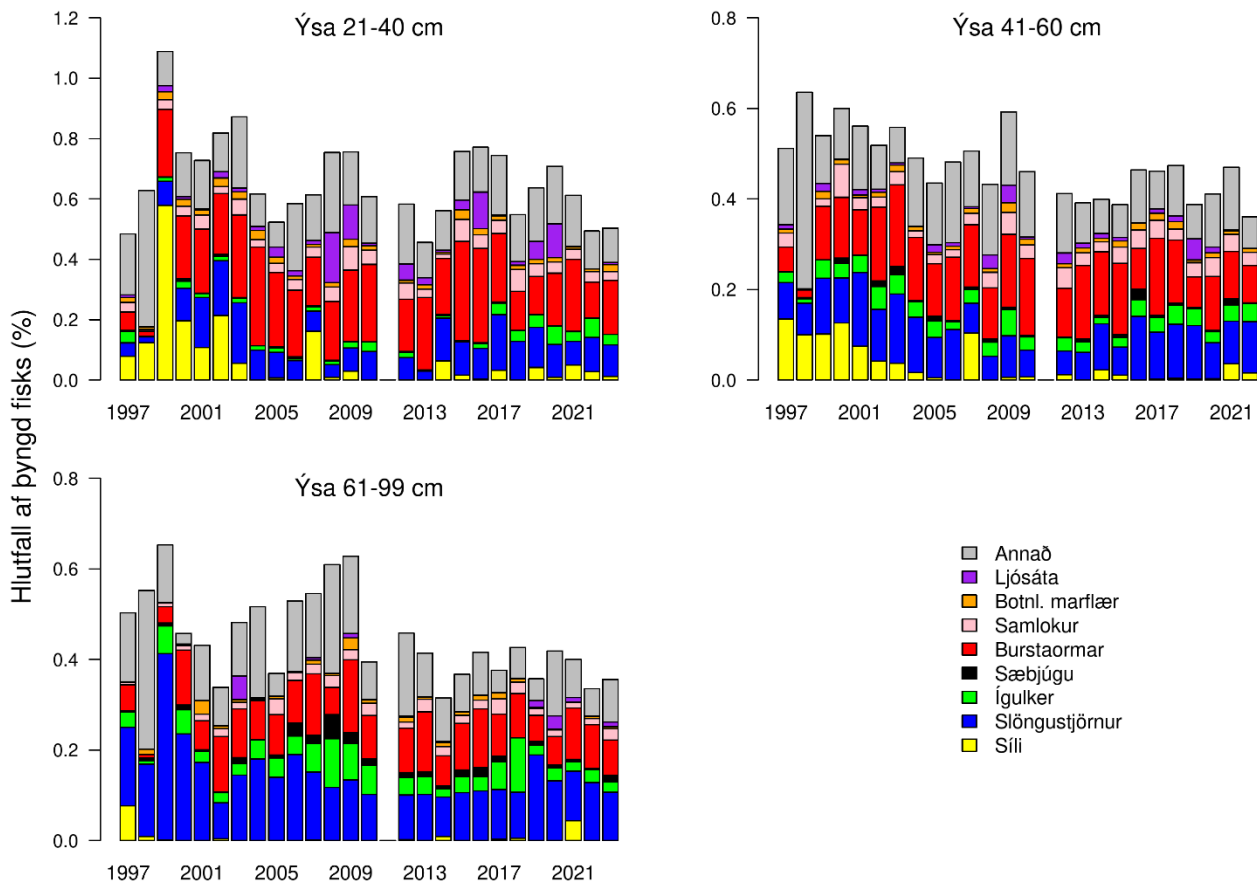 Ýsa 21-40 cm
1.2
1.0
0.8
0.6
0.4
0.2
0.0
1997 2001 2005 2009 2013 2017 2021
Ýsa 41-60 cm
0.8
0.6
0.4
0.2
0.0
1997 2001 2005 2009 2013 2017 2021
Hlutfall af þyngd fisks (%)
Ýsa 61-99 cm
0.8
0.6
0.4
0.2
0.0
1997 2001 2005 2009 2013 2017 2021
Annað
Ljósáta
Botnl. marflær
Samlokur
Burstaormar
Sæbjúgu
Ígulker
Slöngustjörnur
Síli